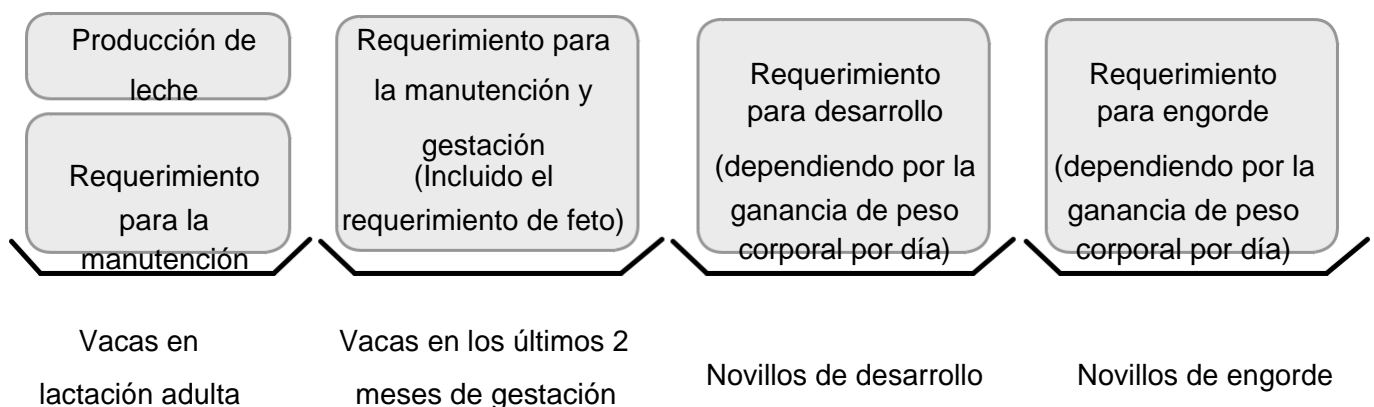 Producción de
leche
Requerimiento
para la
manutención
Requerimiento para
la manutención y
gestación
(Incluido el
requerimiento de feto)
Requerimiento
para desarrollo
(dependiendo por la
ganancia de peso
corporal por día)
Requerimiento
para engorde
(dependiendo por la
ganancia de peso
corporal por día)
Vacas en
lactación adulta
Vacas en los últimos 2
meses de gestación
Novillos de desarrollo
Novillos de engorde